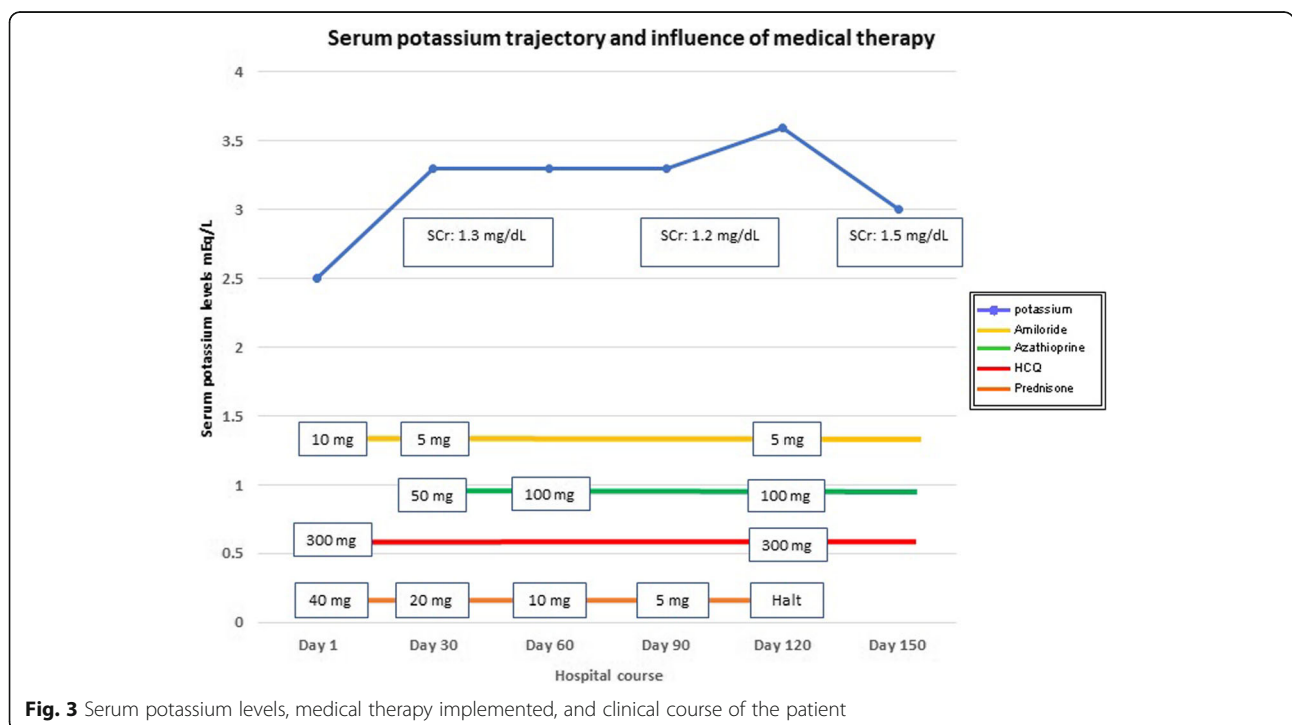 Serum potassium trajectory and influence of medical therapy
4
3.5
3
2.5
2
1.5
1
0.5
0
Serum potassium levels mEq/L
SCr: 1.3 mg/dL
SCr: 1.2 mg/dL
SCr: 1.5 mg/dL
potassium
Amiloride
Azathioprine
HCQ
Prednisone
10 mg
5 mg
5 mg
50 mg
100 mg
100 mg
300 mg
300 mg
40 mg
20 mg
10 mg
5 mg
Halt
Day 1
Day 30
Day 60
Day 90
Day 120
Day 150
Hospital course
Fig. 3 Serum potassium levels, medical therapy implemented, and clinical course of the patient